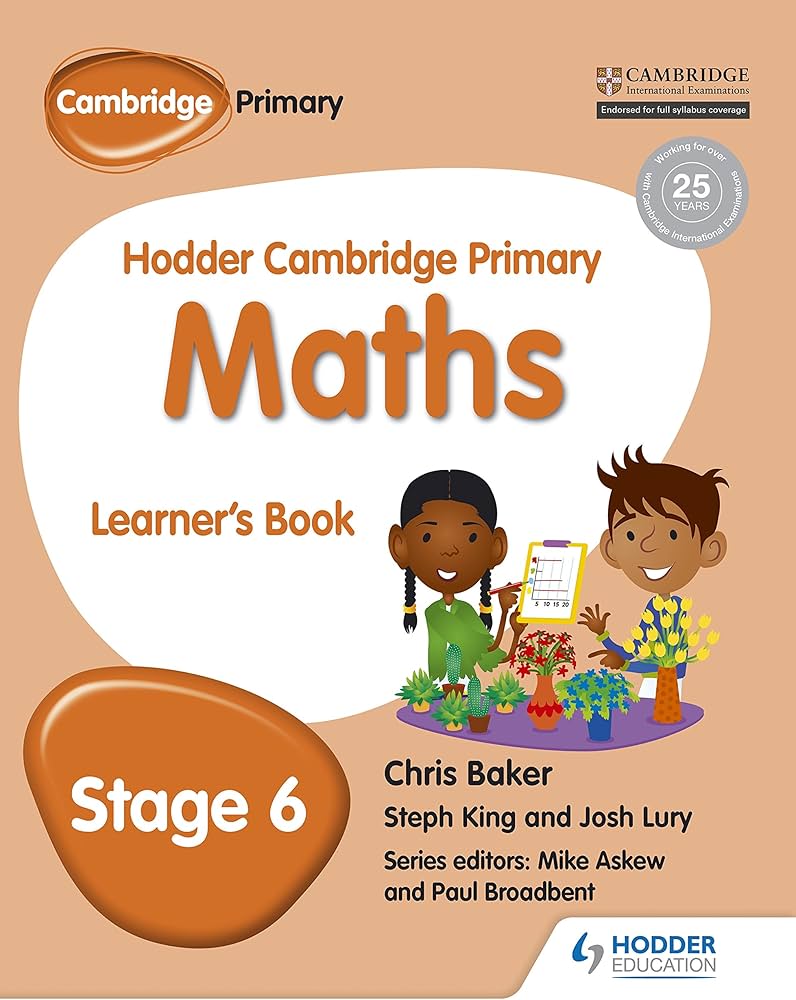 Cambridge Primary
CAMBRIDGE
International Examinations
Endorsed for full syllabus coverage
Working for over
25
YEARS
with Cambridge International Examinations
Hodder Cambridge Primary
Maths
Learner's Book
5 10 15 20
Stage 6
Chris Baker
Steph King and Josh Lury
Series editors: Mike Askew
and Paul Broadbent
HODDER
EDUCATION